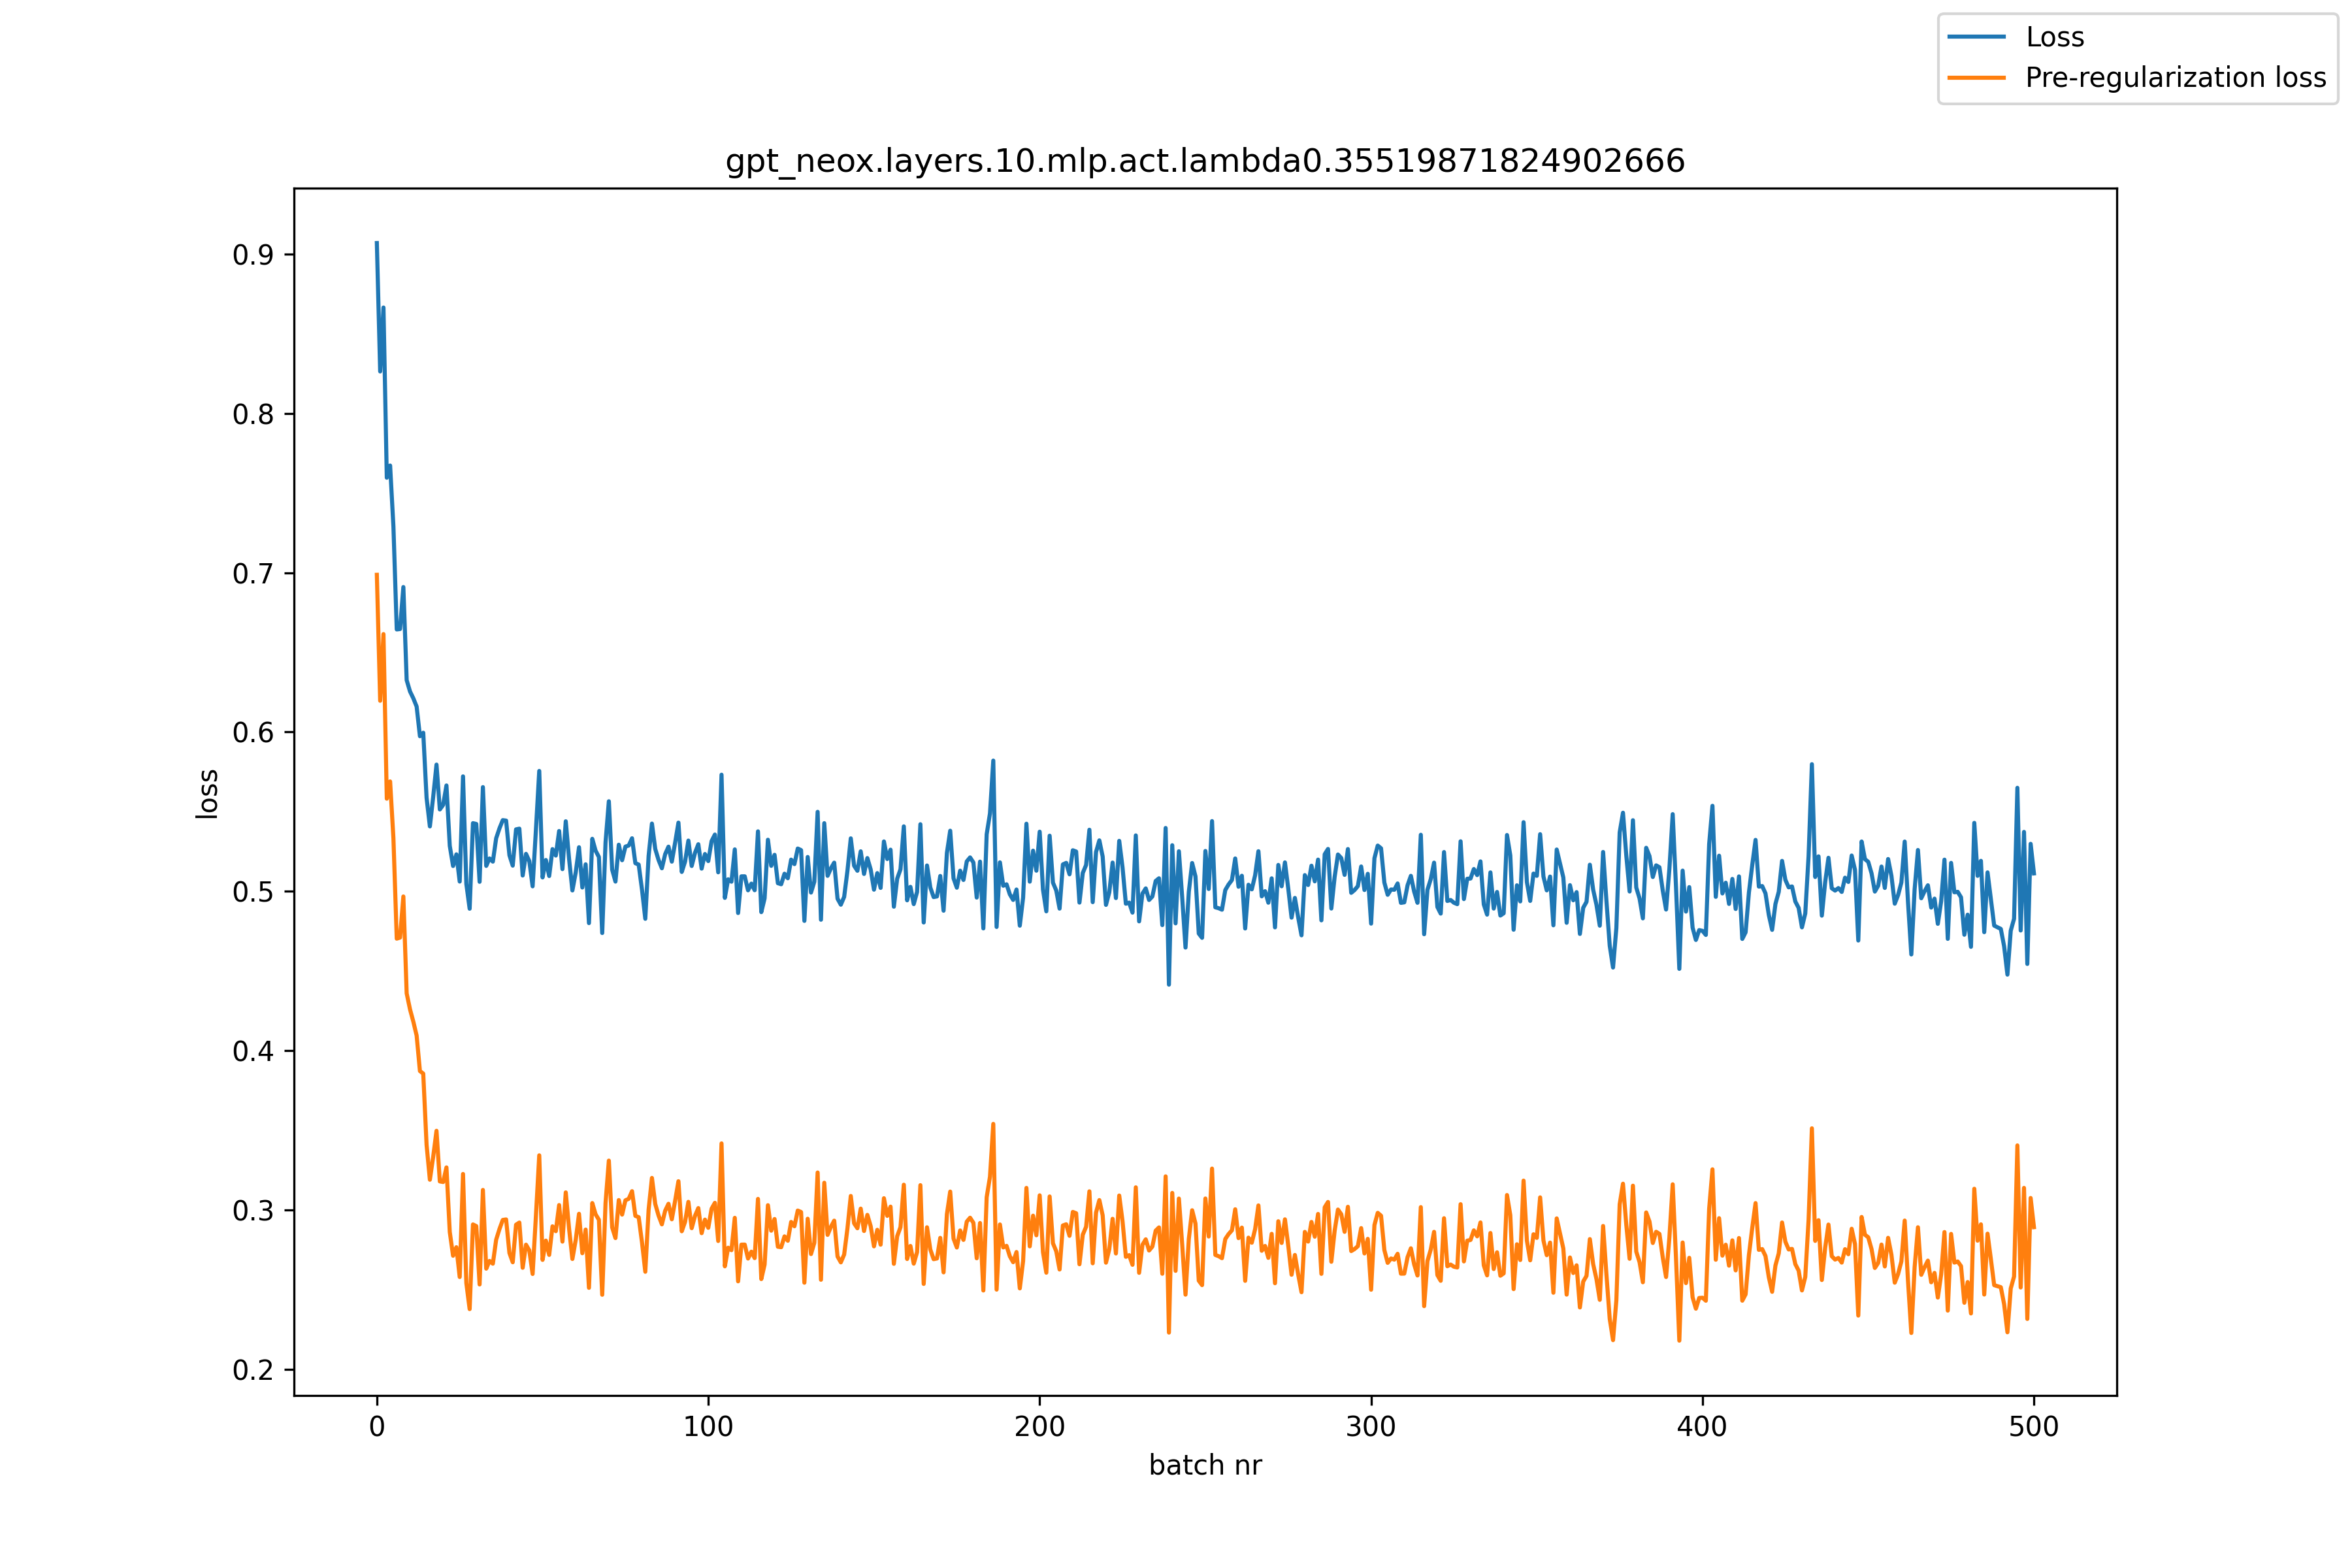 Loss
Pre-regularization loss
gpt_neox.layers.10.mlp.act.lambda0.35519871824902666
0.9
0.8
0.7
0.6
0.5
0.4
0.3
0.2
loss
0 100 200 300 400 500
batch nr